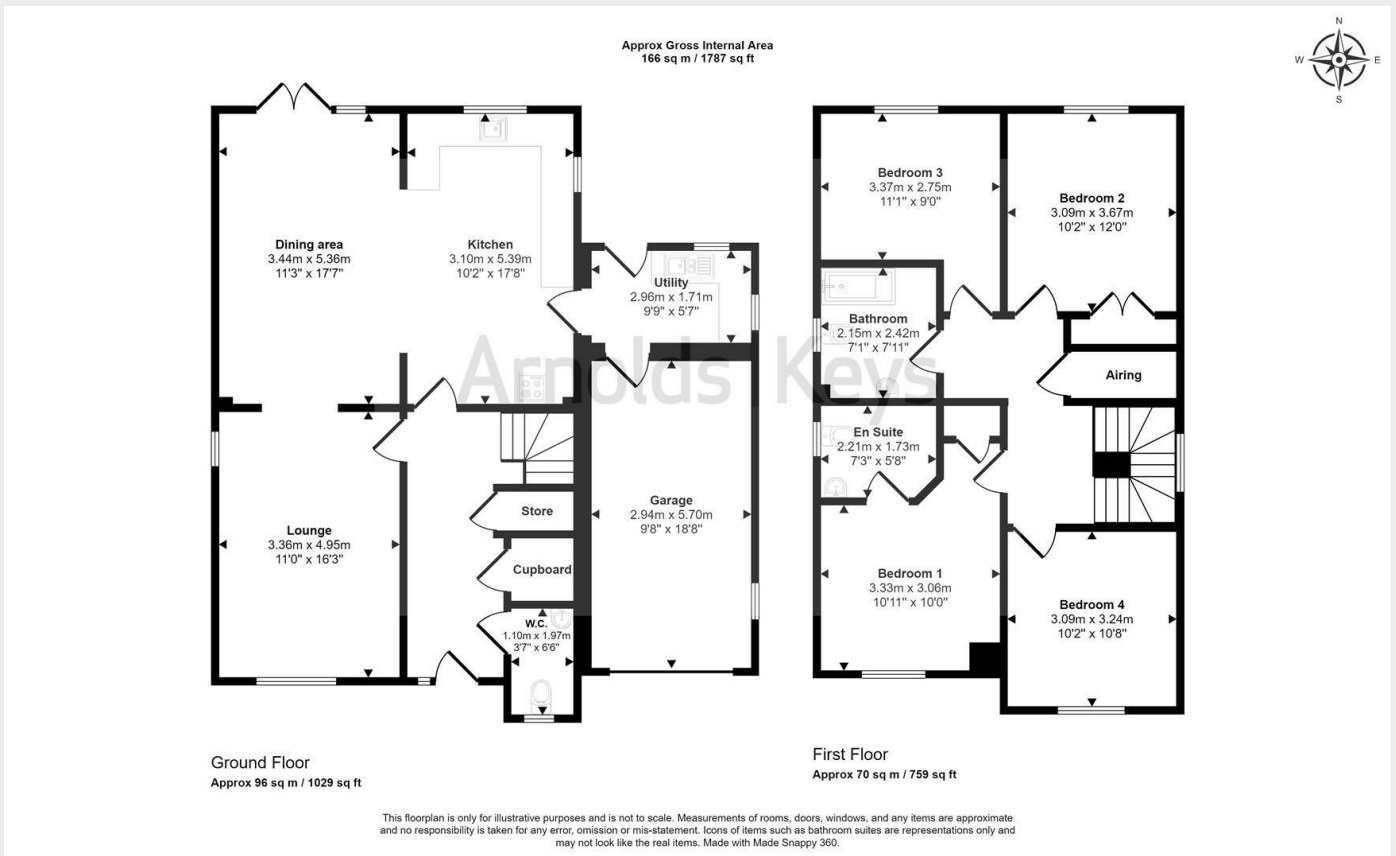 Approx Gross Internal Area
166 sq m / 1787 sq ft
N
W
E
S
Dining area
3.44m x 5.36m
11'3" x 17'7"
Kitchen
3.10m x 5.39m
10'2" x 17'8"
Utility
2.96m x 1.71m
9'9" x 5'7"
Lounge
3.36m x 4.95m
11'0" x 16'3"
Store
Cupboard
W.C.
1.10m x 1.97m
3'7" x 6'6"
Garage
2.94m x 5.70m
9'8" x 18'8"
Bedroom 3
3.37m x 2.75m
11'1" x 9'0"
Bedroom 2
3.09m x 3.67m
10'2" x 12'0"
Bathroom
2.15m x 2.42m
7'1" x 7'11"
Airing
En Suite
2.21m x 1.73m
7'3" x 5'8"
Bedroom 1
3.33m x 3.06m
10'11" x 10'0"
Bedroom 4
3.09m x 3.24m
10'2" x 10'8"
Arnolds Keys
Ground Floor
Approx 96 sq m / 1029 sq ft
First Floor
Approx 70 sq m / 759 sq ft
This floorplan is only for illustrative purposes and is not to scale. Measurements of rooms, doors, windows, and any items are approximate
and no responsibility is taken for any error, omission or mis-statement. Icons of items such as bathroom suites are representations only and
may not look like the real items. Made with Made Snappy 360.